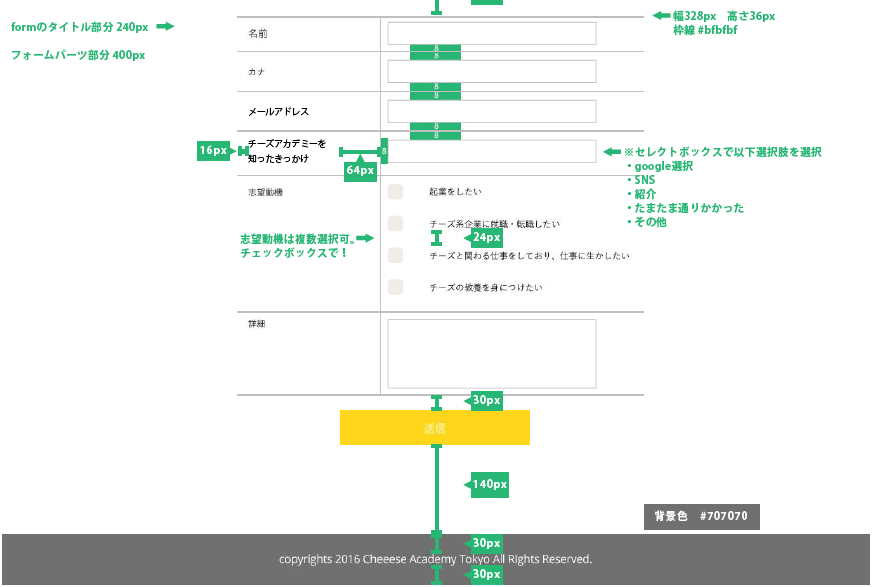 formのタイトル部分 240px
フォームパーツ部分 400px
幅328px　高さ36px
枠線 #bfbfbf
名前
8
8
カナ
8
8
メールアドレス
8
8
16px
チーズアカデミーを
知ったきっかけ
64px
8
※セレクトボックスで以下選択肢を選択
・google選択
・SNS
・紹介
・たまたま通りかかった
・その他
志望動機
起業をしたい
チーズ系企業に就職・転職したい
志望動機は複数選択可。
チェックボックスで！
24px
チーズと関わる仕事をしており、仕事に生かしたい
チーズの教養を身につけたい
詳細
30px
送信
140px
背景色　#707070
30px
copyrights 2016 Cheeese Academy Tokyo All Rights Reserved.
30px